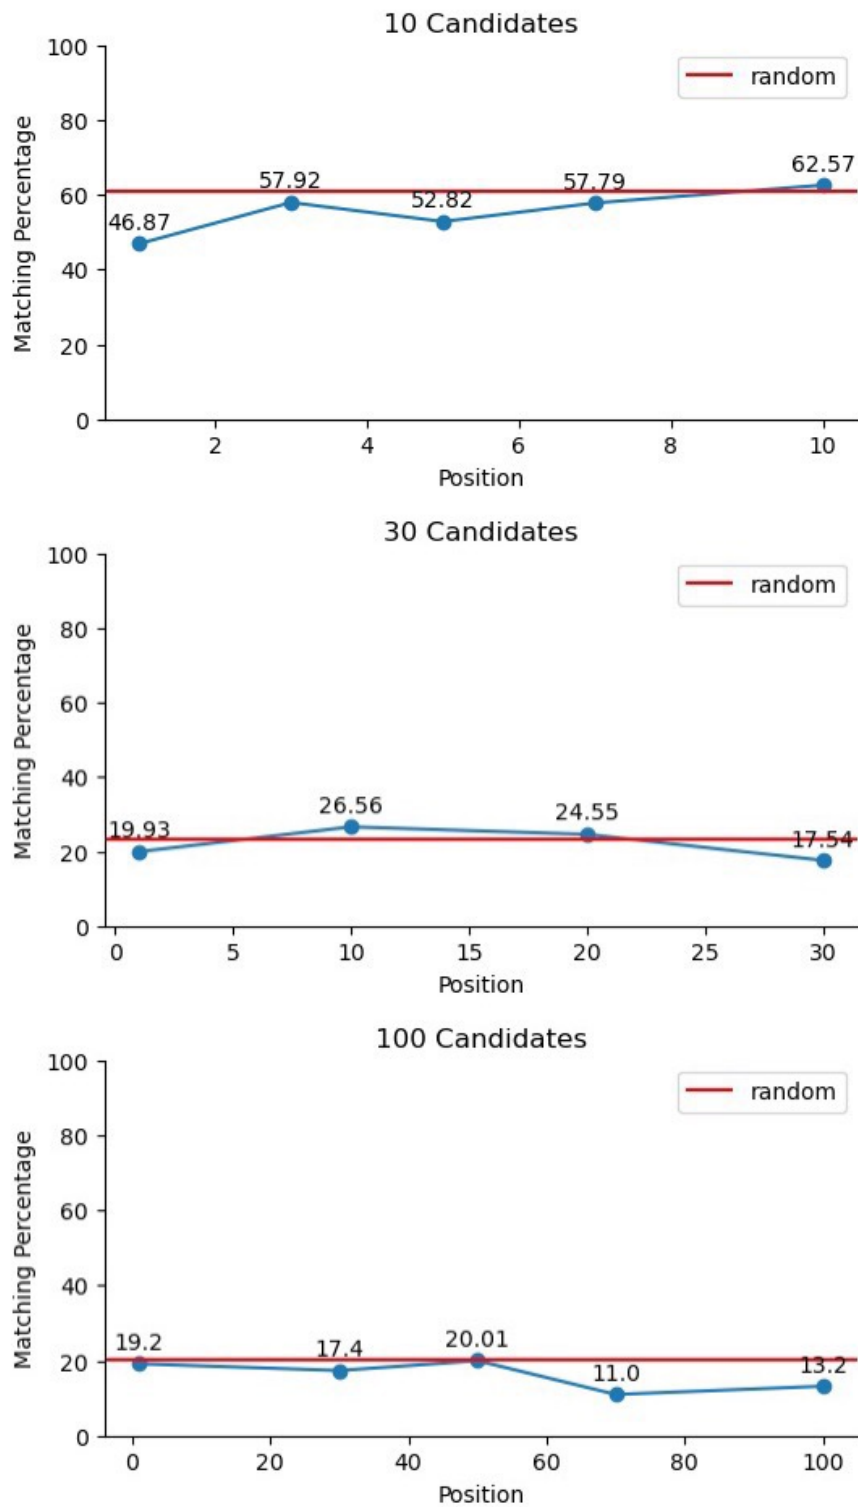 10 Candidates
100
80
60
40
20
0
Matching Percentage
random
46.87
57.92
52.82
57.79
62.57
2 4 6 8 10
Position
30 Candidates
100
80
60
40
20
0
Matching Percentage
random
19.93
26.56
24.55
17.54
0 5 10 15 20 25 30
Position
100 Candidates
100
80
60
40
20
0
Matching Percentage
random
19.2
17.4
20.01
11.0
13.2
0 20 40 60 80 100
Position